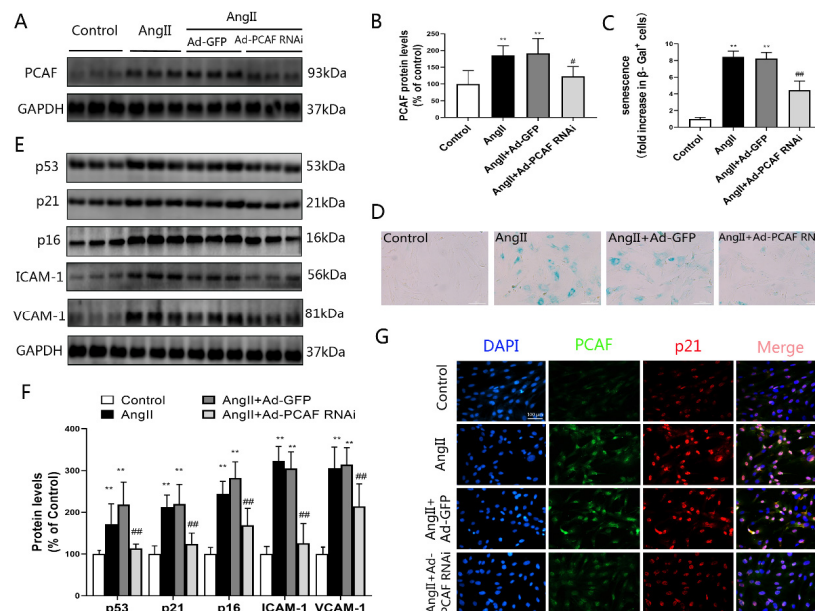 A
Control
AngII
AngII
Ad-GFP
Ad-PCAF RNAi
PCAF
93kDa
GAPDH
37kDa
B
PCAF protein levels
(% of control)
250
200
150
100
50
0
**
**
#
Control
AngII
AngII+Ad-GFP
AngII+Ad-PCAF RNAi
C
senescence
(fold increase in β- Gal+ cells)
10
8
6
4
2
0
**
**
##
Control
AngII
AngII+Ad-GFP
AngII+Ad-PCAF RNAi
E
p53
53kDa
p21
21kDa
p16
16kDa
ICAM-1
56kDa
VCAM-1
81kDa
GAPDH
37kDa
D
Control
AngII
AngII+Ad-GFP
AngII+Ad-PCAF RN
F
Control
AngII
AngII+Ad-GFP
AngII+Ad-PCAF RNAi
Protein levels
(% of Control)
400
300
200
100
0
**
**
##
**
**
##
**
**
##
**
**
##
**
**
##
p53
p21
p16
ICAM-1
VCAM-1
G
DAPI
PCAF
p21
Merge
Control
100 μm
AngII
AngII+
Ad-GFP
AngII+Ad-
PCAF RNAi